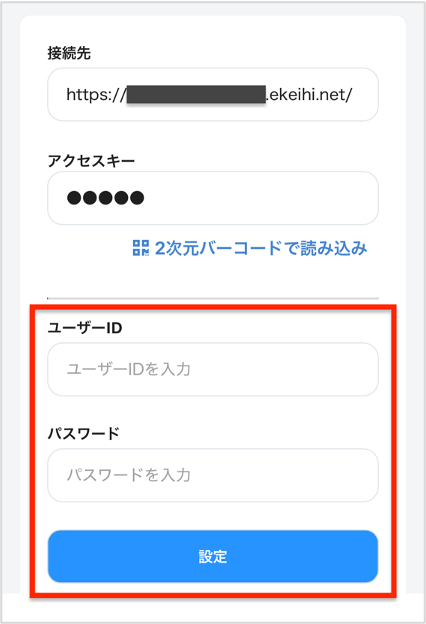 接続先
https:// .ekeihi.net/
アクセスキー
●●●●●
2次元バーコードで読み込み
ユーザーID
ユーザーIDを入力
パスワード
パスワードを入力
設定